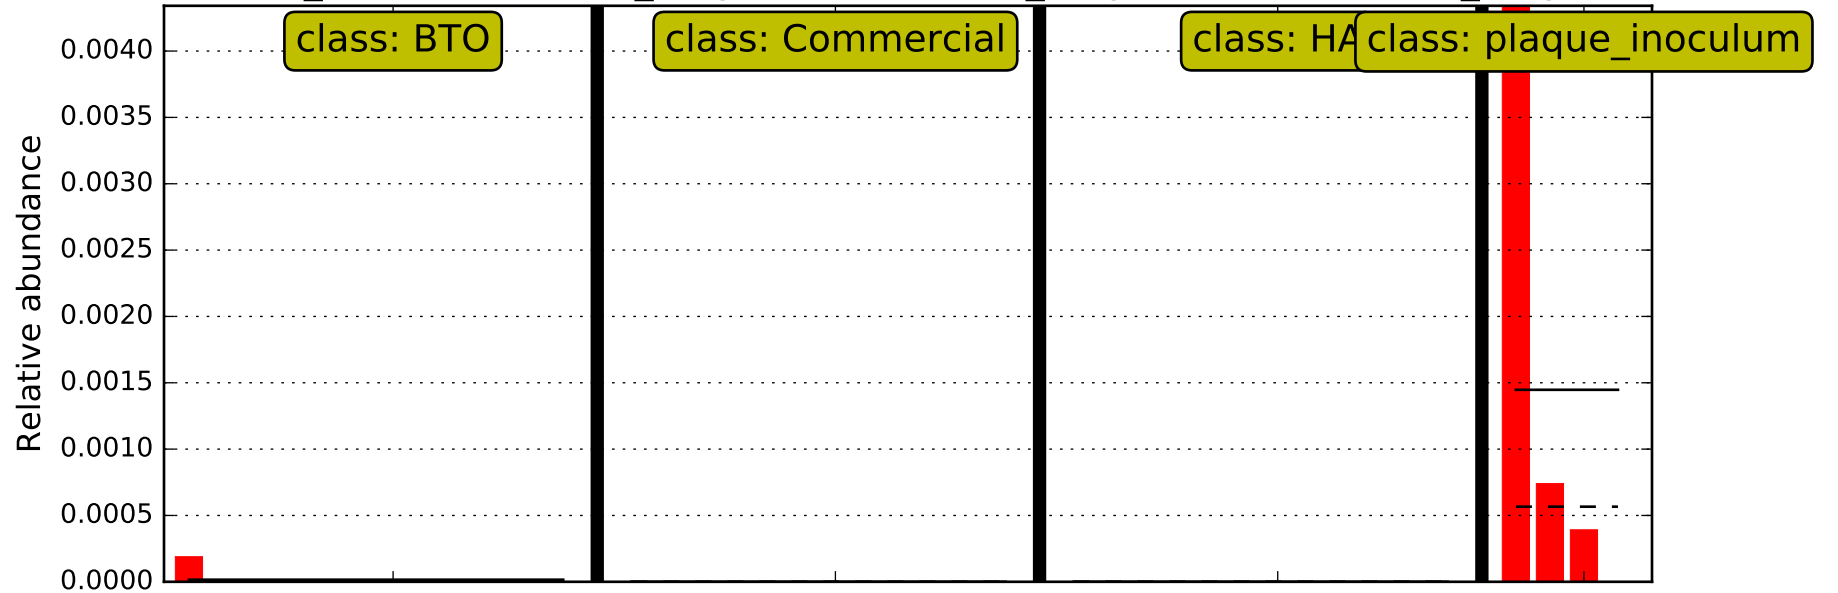 class: BTO
class: Commercial
class: HA
class: plaque_inoculum
Relative abundance
0.0040
0.0035
0.0030
0.0025
0.0020
0.0015
0.0010
0.0005
0.0000